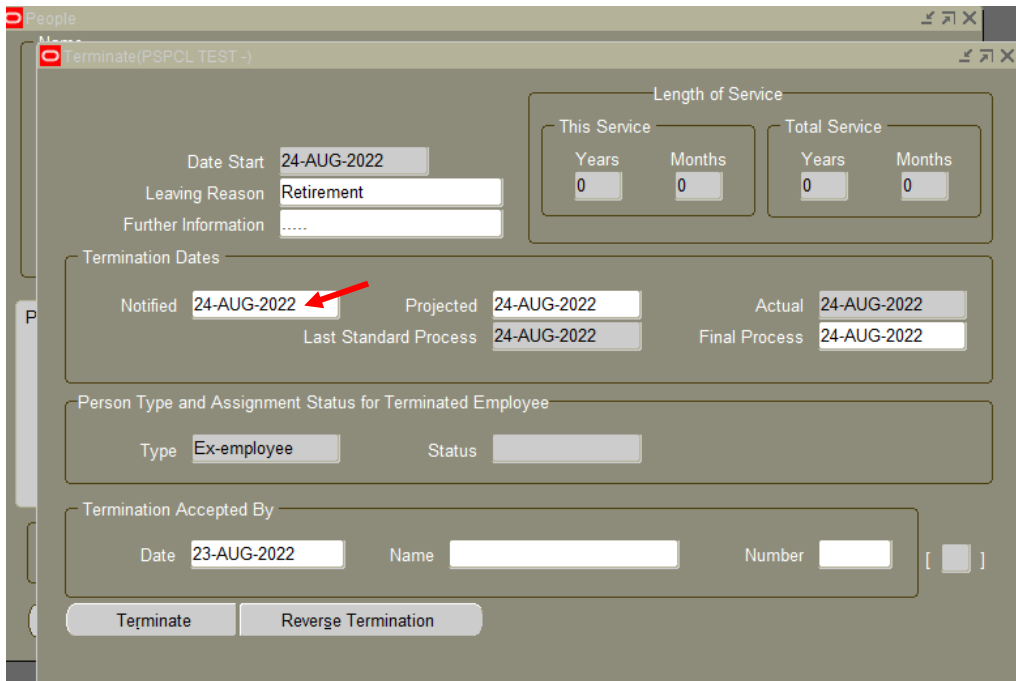 People
Name
Terminate(PSPCL TEST -)
Length of Service
This Service
Total Service
Years Months Years Months
Date Start 24-AUG-2022
0 0 0 0
Leaving Reason Retirement
Further Information .....
Termination Dates
Notified 24-AUG-2022 Projected 24-AUG-2022 Actual 24-AUG-2022
Last Standard Process 24-AUG-2022 Final Process 24-AUG-2022
P
Person Type and Assignment Status for Terminated Employee
Type Ex-employee Status
Termination Accepted By
Date 23-AUG-2022 Name Number [ ]
Terminate Reverse Termination